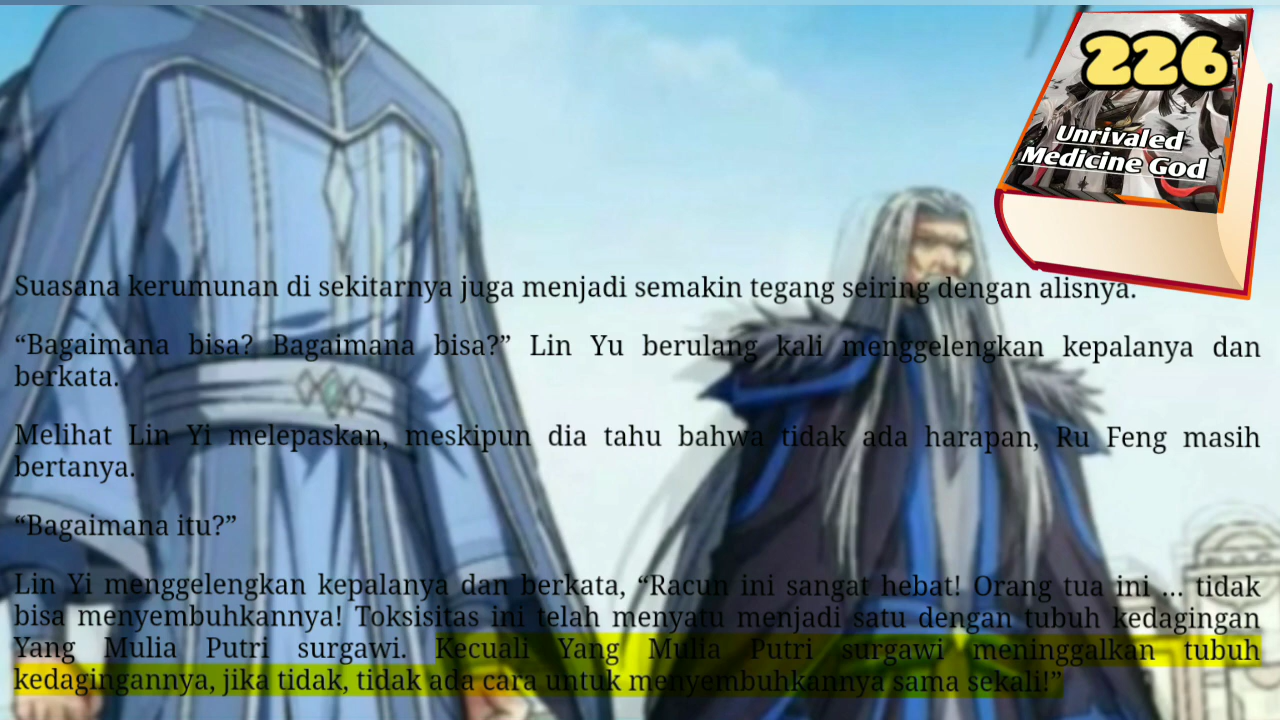 226
Unrivaled
Medicine God
Suasana kerumunan di sekitarnya juga menjadi semakin tegang seiring dengan alisnya.
“Bagaimana bisa? Bagaimana bisa?” Lin Yu berulang kali menggelengkan kepalanya dan
berkata.
Melihat Lin Yi melepaskan, meskipun dia tahu bahwa tidak ada harapan, Ru Feng masih
bertanya.
“Bagaimana itu?”
Lin Yi menggelengkan kepalanya dan berkata, “Racun ini sangat hebat! Orang tua ini ... tidak
bisa menyembuhkannya! Toksisitas ini telah menyatu menjadi satu dengan tubuh kedagingan
Yang Mulia Putri surgawi. Kecuali Yang Mulia Putri surgawi meninggalkan tubuh
kedagingannya, jika tidak, tidak ada cara untuk menyembuhkannya sama sekali!”